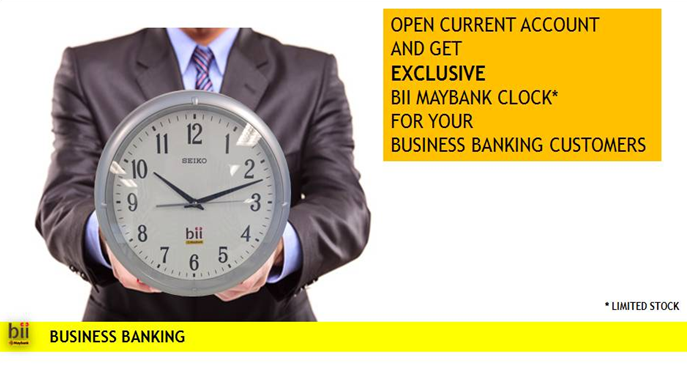 OPEN CURRENT ACCOUNT
AND GET
EXCLUSIVE
BII MAYBANK CLOCK*
FOR YOUR
BUSINESS BANKING CUSTOMERS
12
11
1
SEIKO
10
2
9
3
bii
8
4
7
5
6
* LIMITED STOCK
bii
Maybank
BUSINESS BANKING